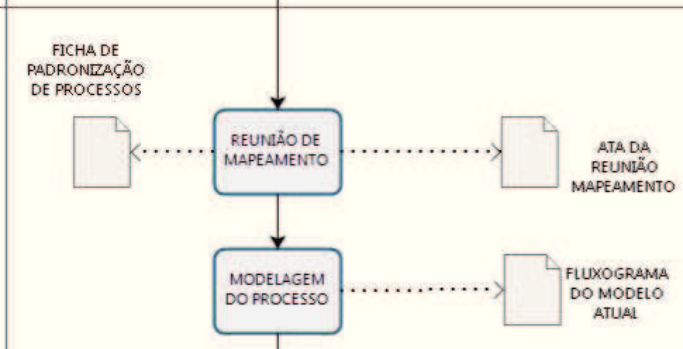 FICHA DE
PADRONIZAÇÃO
DE PROCESSOS
REUNIÃO DE
MAPEAMENTO
ATA DA
REUNIÃO
MAPEAMENTO
MODELAGEM
DO PROCESSO
FLUXOGRAMA
DO MODELO
ATUAL